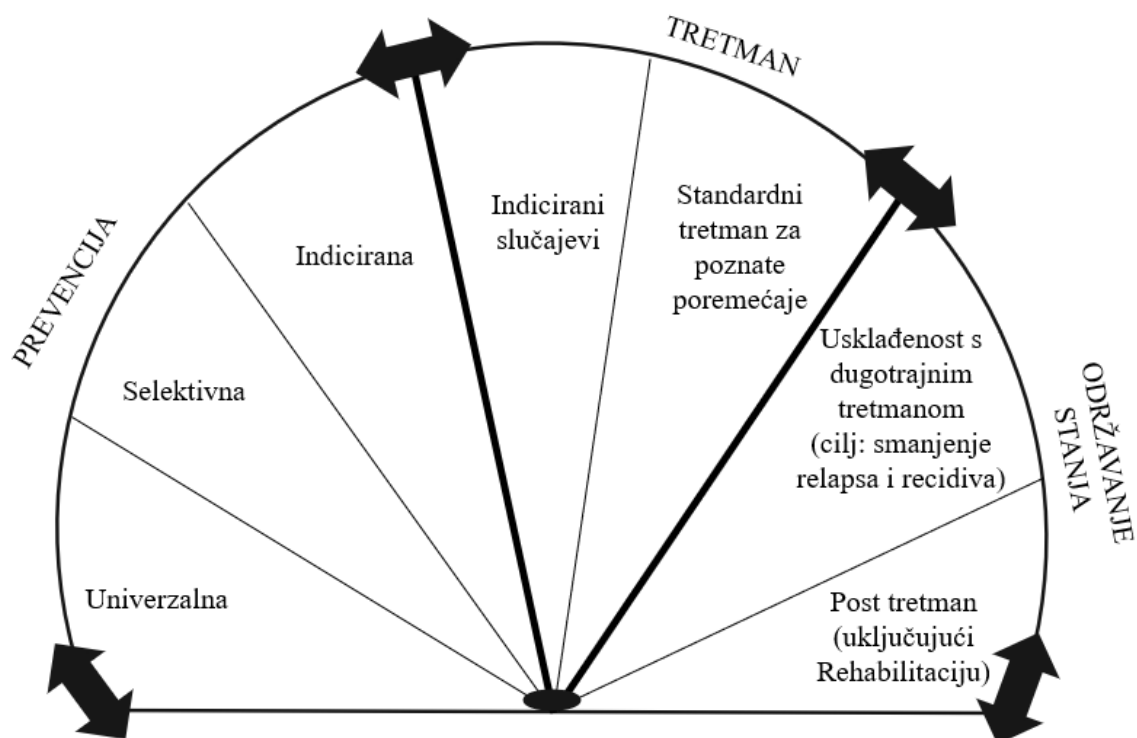 PREVENCIJA
Univerzalna
Selektivna
Indicirana
TRETMAN
Indicirani
slučajevi
Standardni
tretman za
poznate
poremećaje
ODRŽAVANJE
STANJA
Usklađenost s
dugotrajnim
tretmanom
(cilj: smanjenje
relapsa i recidiva)
Post tretman
(uključujući
Rehabilitaciju)